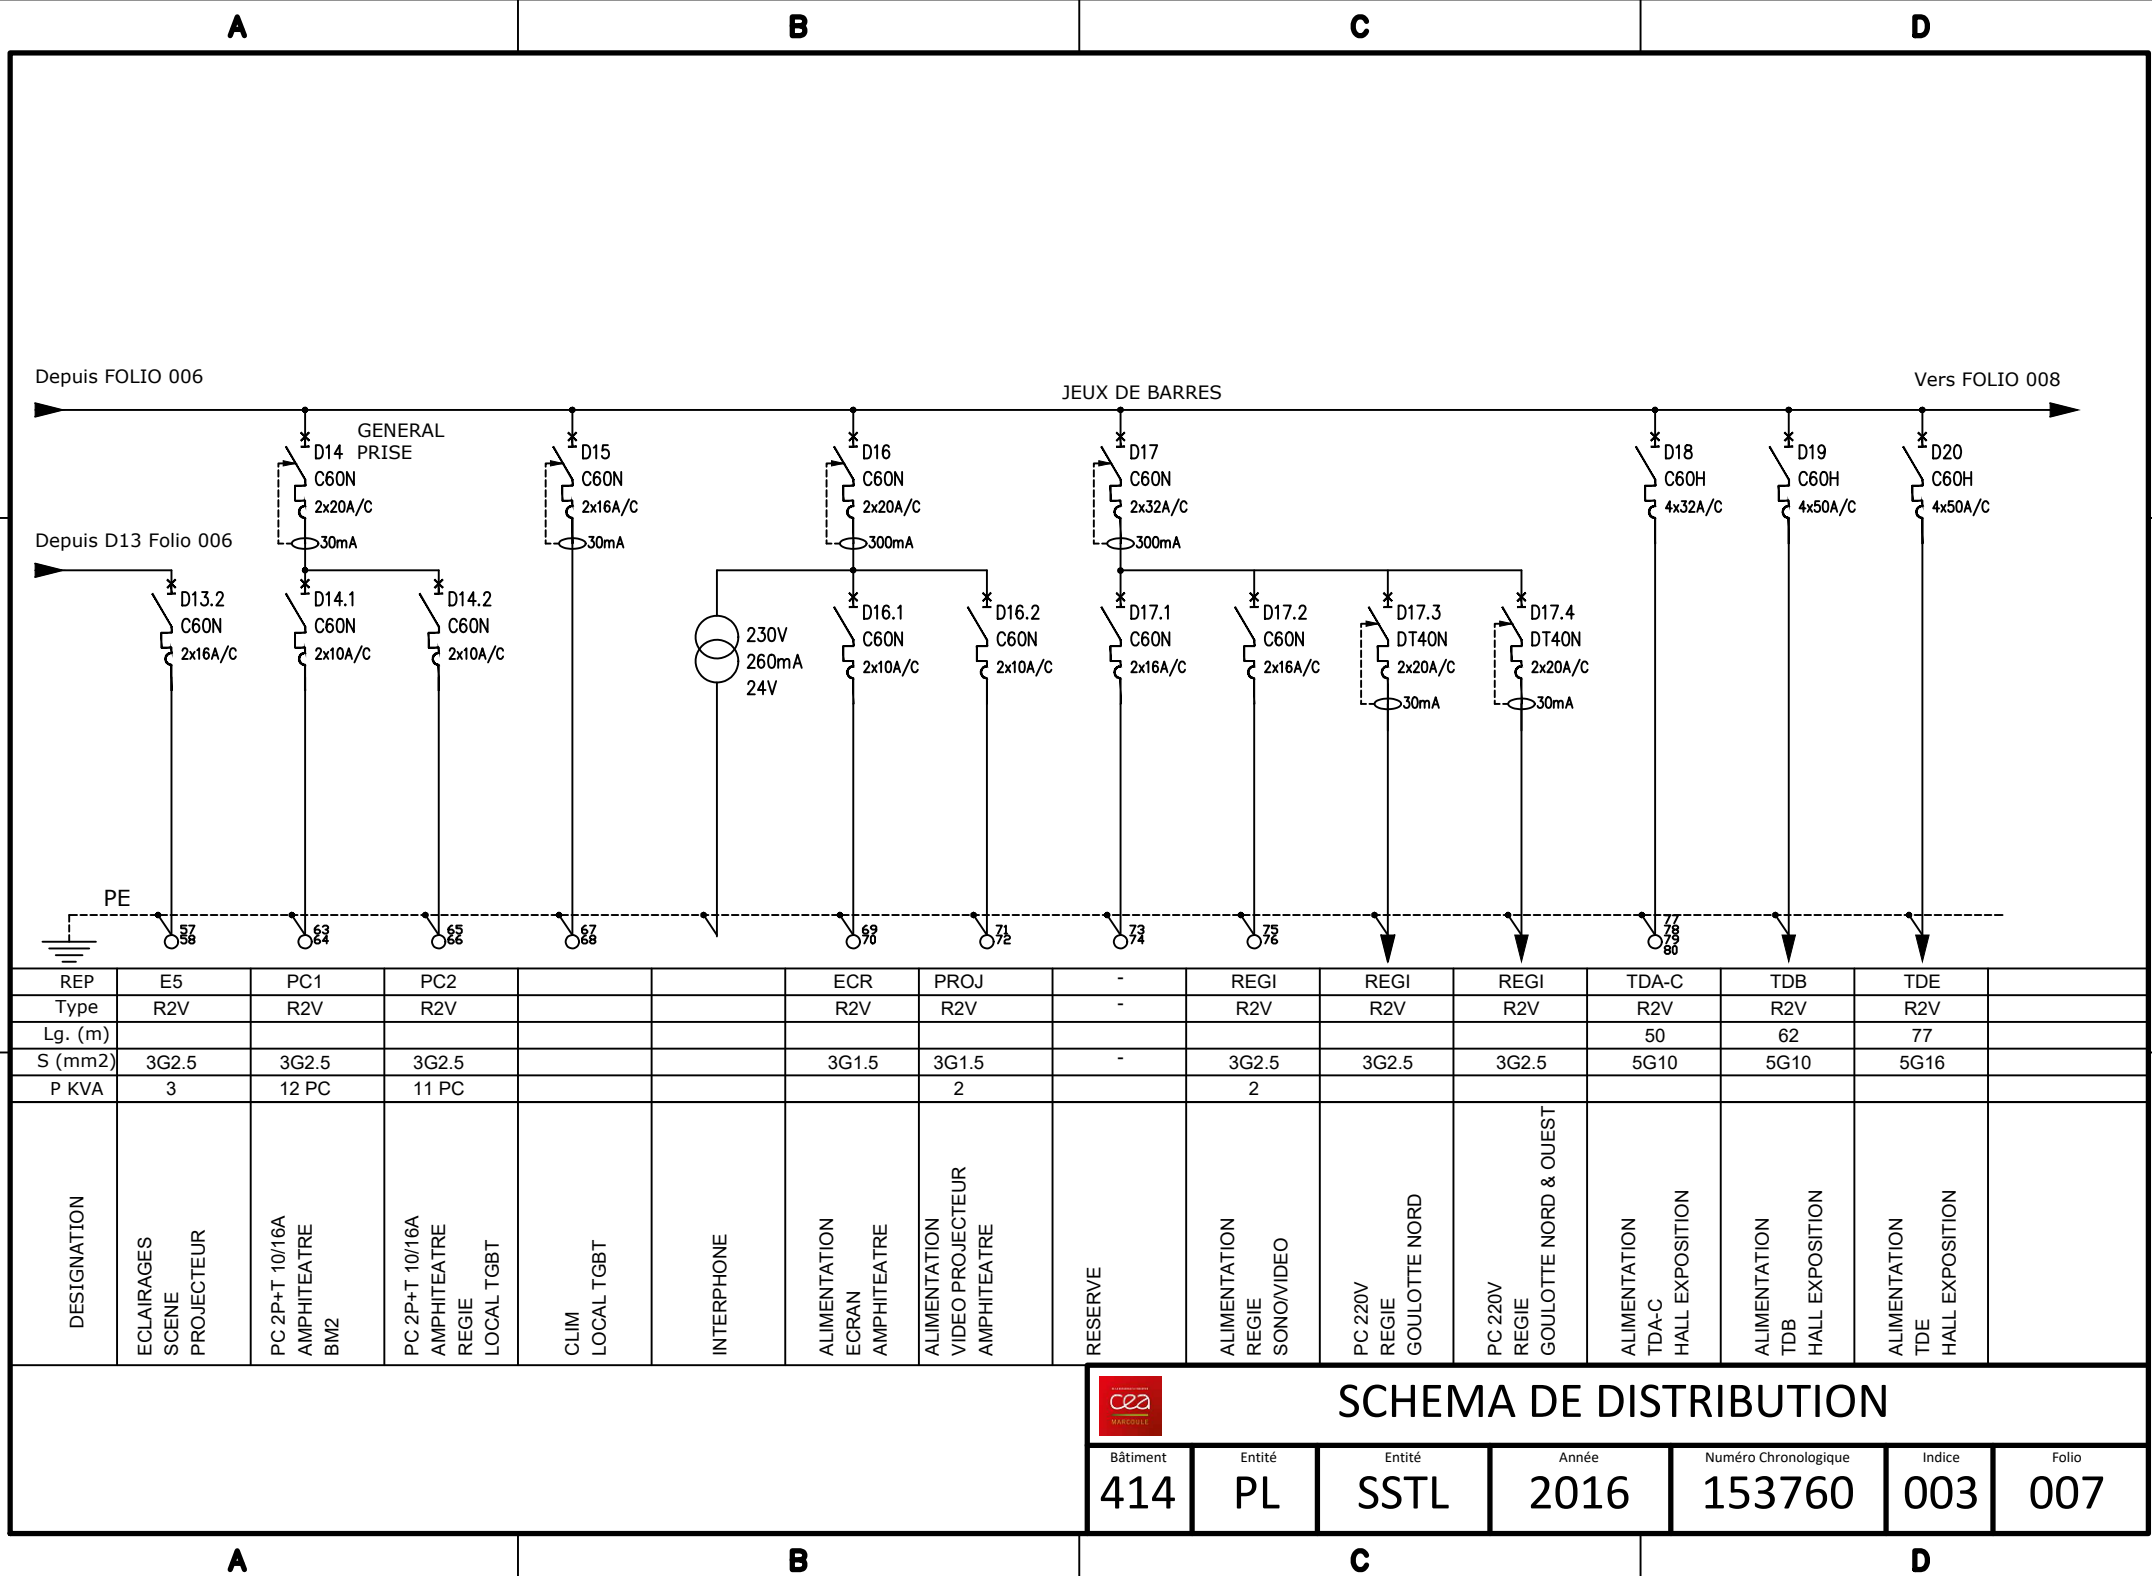 A B C D
Depuis FOLIO 006
JEUX DE BARRES
Vers FOLIO 008
GENERAL
PRISE
D14
C60N
2x20A/C
30mA
D15
C60N
2x16A/C
30mA
D16
C60N
2x20A/C
300mA
D17
C60N
2x32A/C
300mA
D18
C60H
4x32A/C
D19
C60H
4x50A/C
D20
C60H
4x50A/C
Depuis D13 Folio 006
D13.2
C60N
2x16A/C
D14.1
C60N
2x10A/C
D14.2
C60N
2x10A/C
230V
260mA
24V
D16.1
C60N
2x10A/C
D16.2
C60N
2x10A/C
D17.1
C60N
2x16A/C
D17.2
C60N
2x16A/C
D17.3
DT40N
2x20A/C
30mA
D17.4
DT40N
2x20A/C
30mA
PE
57
58
63
64
65
66
67
68
69
70
71
72
73
74
75
76
77
78
79
80
REP E5 PC1 PC2 ECR PROJ - REGI REGI REGI TDA-C TDB TDE
Type R2V R2V R2V R2V R2V - R2V R2V R2V R2V R2V R2V
Lg. (m) 50 62 77
S (mm2) 3G2.5 3G2.5 3G2.5 3G1.5 3G1.5 - 3G2.5 3G2.5 3G2.5 5G10 5G10 5G16
P KVA 3 12 PC 11 PC 2 2
DESIGNATION
ECLAIRAGES
SCENE
PROJECTEUR
PC 2P+T 10/16A
AMPHITEATRE
BM2
PC 2P+T 10/16A
AMPHITEATRE
REGIE
LOCAL TGBT
CLIM
LOCAL TGBT
INTERPHONE
ALIMENTATION
ECRAN
AMPHITEATRE
ALIMENTATION
VIDEO PROJECTEUR
AMPHITEATRE
RESERVE
ALIMENTATION
REGIE
SONO/VIDEO
PC 220V
REGIE
GOULOTTE NORD
PC 220V
REGIE
GOULOTTE NORD & OUEST
ALIMENTATION
TDA-C
HALL EXPOSITION
ALIMENTATION
TDB
HALL EXPOSITION
ALIMENTATION
TDE
HALL EXPOSITION
cea
MARCOULE
SCHEMA DE DISTRIBUTION
Bâtiment Entité Entité Année Numéro Chronologique Indice Folio
414 PL SSTL 2016 153760 003 007
A B C D